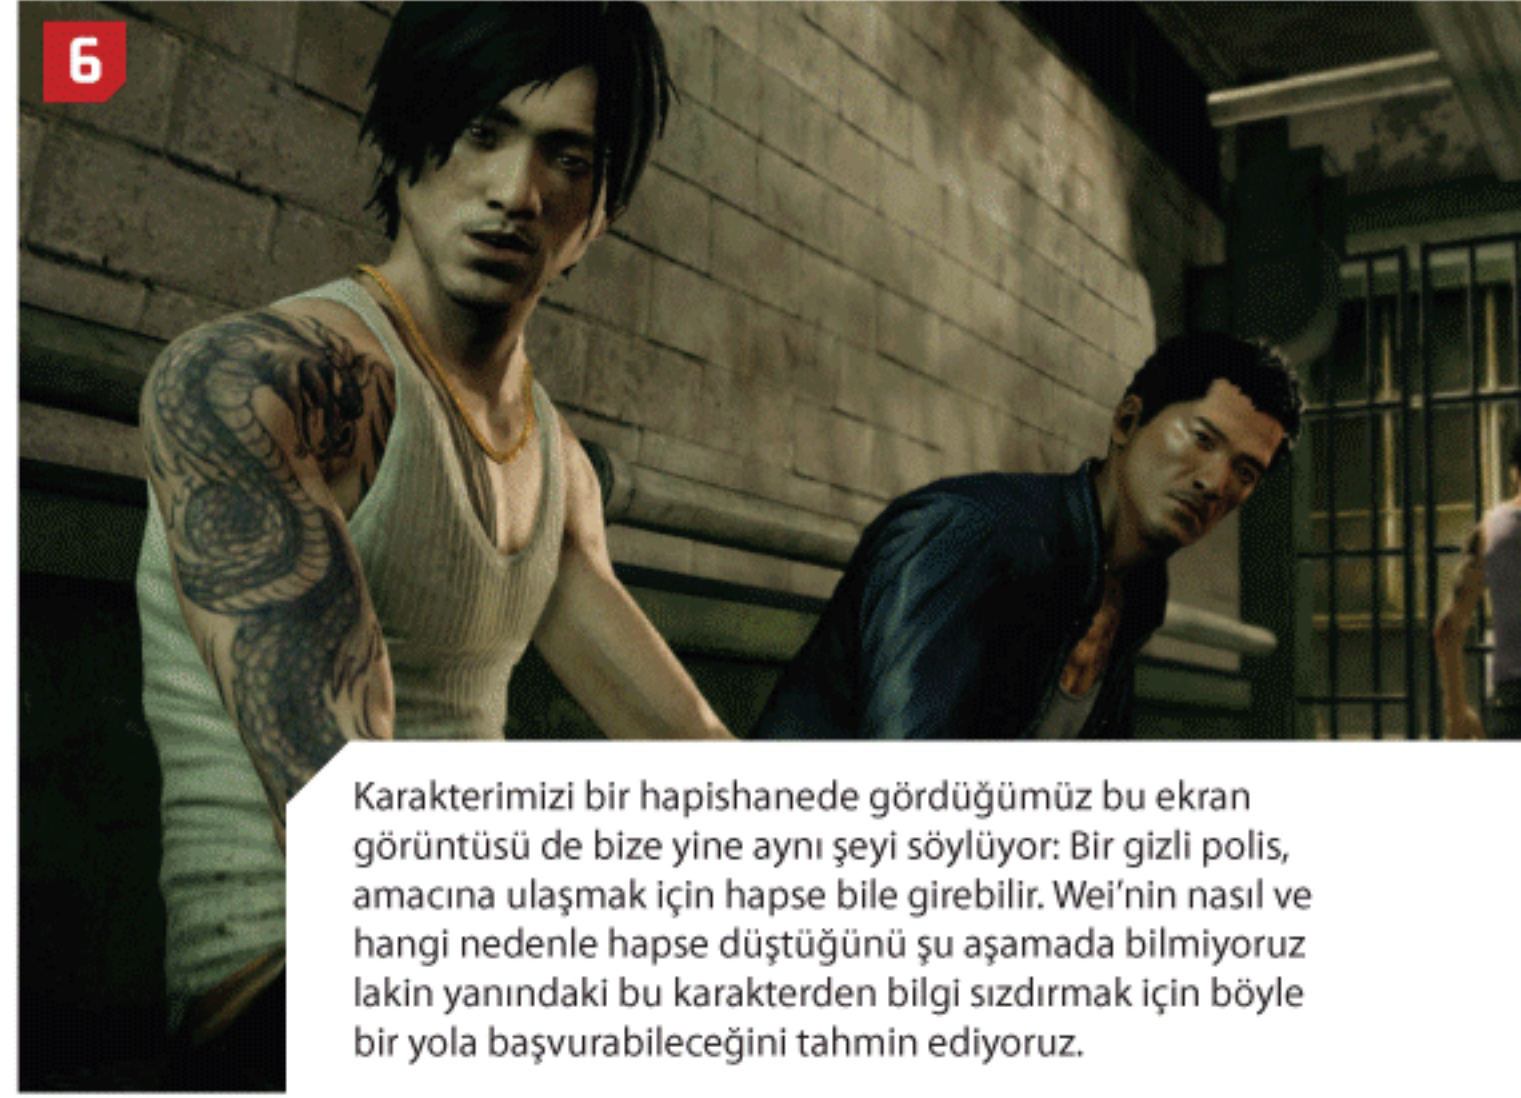 6
Karakterimizi bir hapishanede gördüğümüz bu ekran
görüntüsü de bize yine aynı şeyi söylüyor: Bir gizli polis,
amacına ulaşmak için hapse bile girebilir. Wei’nin nasıl ve
hangi nedenle hapse düştüğünü şu aşamada bilmiyoruz
lakin yanındaki bu karakterden bilgi sızdırmak için böyle
bir yola başvurabileceğini tahmin ediyoruz.